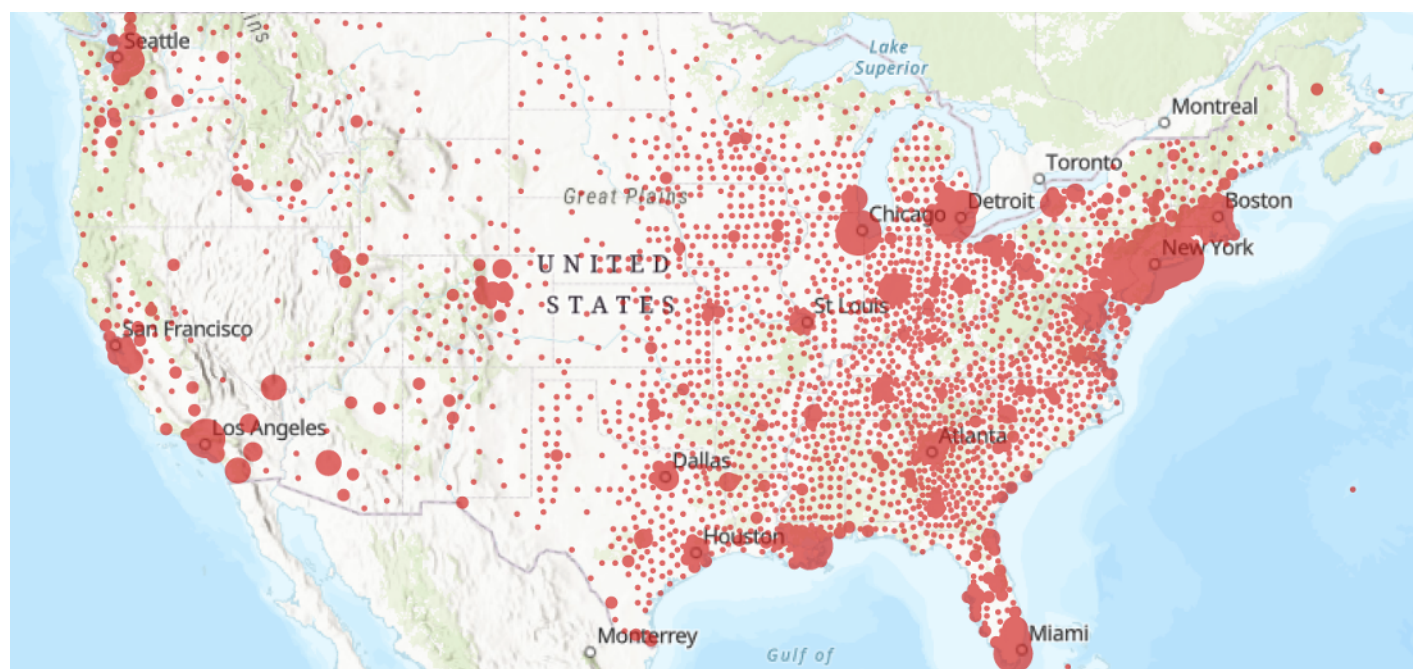 ins
Seattle
Lake
Superior
Montreal
Toronto
Great Plains
Detroit
Boston
Chicago
New York
UNITED
STATES
St Louis
San Francisco
Los Angeles
Atlanta
Dallas
Houston
Monterrey
Miami
Gulf of